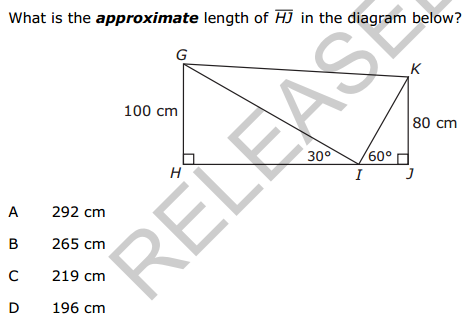 What is the approximate length of HJ in the diagram below?
G
K
100 cm
80 cm
30°
60°
H
I
J
A 292 cm
B 265 cm
C 219 cm
D 196 cm
RELEASED